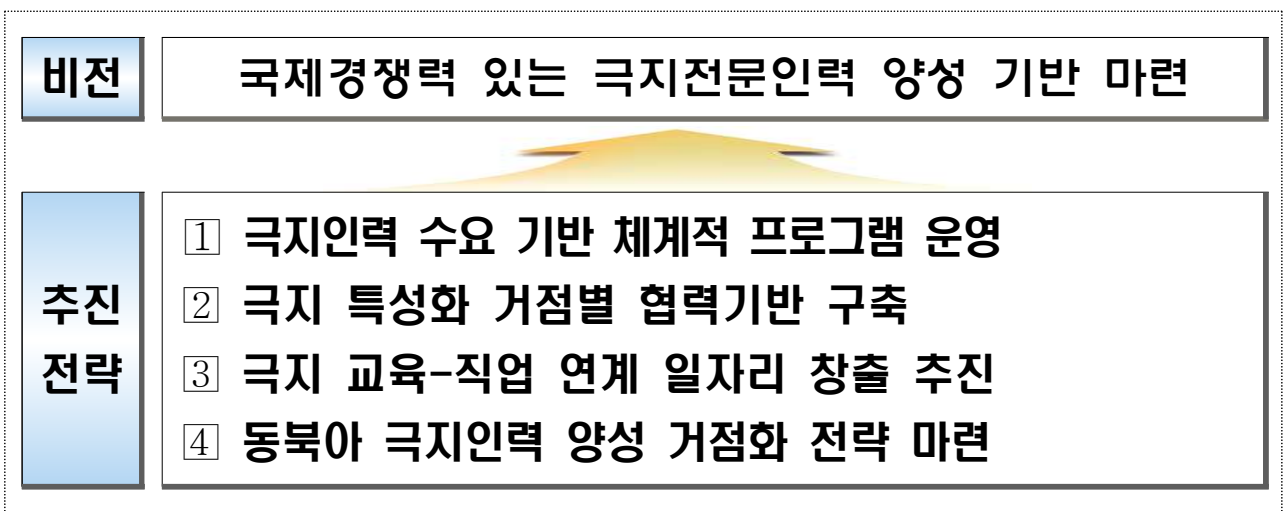 비전
국제경쟁력 있는 극지전문인력 양성 기반 마련
추진
전략
1 극지인력 수요 기반 체계적 프로그램 운영
2 극지 특성화 거점별 협력기반 구축
3 극지 교육-직업 연계 일자리 창출 추진
4 동북아 극지인력 양성 거점화 전략 마련